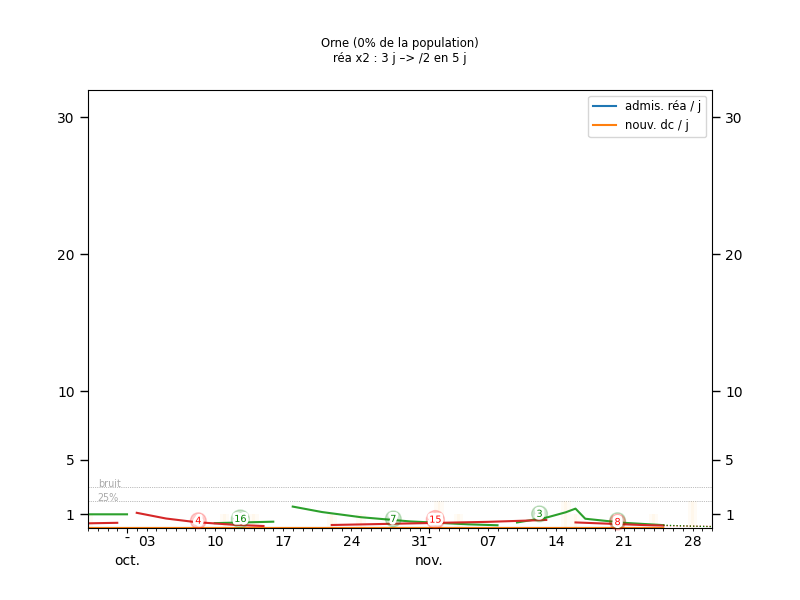 Orne (0% de la population)
réa x2 : 3 j –> /2 en 5 j
admis. réa / j
nouv. dc / j
30 30
20 20
10 10
5 5
bruit
25%
1 1
4 16 7 15 3 8
03 10 17 24 31 07 14 21 28
oct. nov.